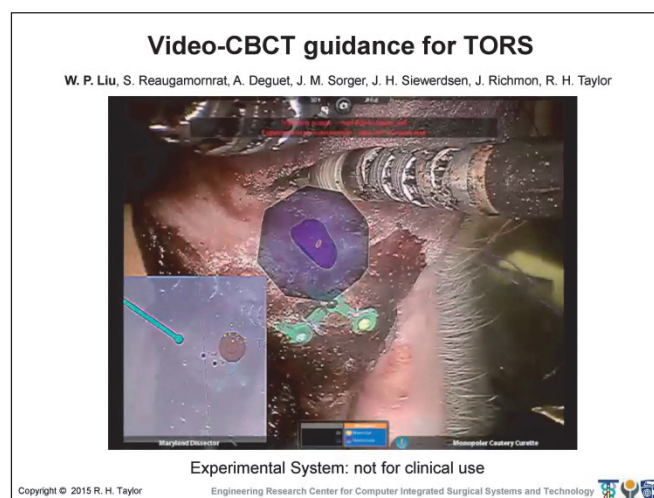 Video-CBCT guidance for TORS
W. P. Liu, S. Reaugamornrat, A. Deguet, J. M. Sorger, J. H. Siewerdsen, J. Richmon, R. H. Taylor
Maryland Dissector
Monopolar Cautery Curette
Experimental System: not for clinical use
Copyright © 2015 R. H. Taylor
Engineering Research Center for Computer Integrated Surgical Systems and Technology